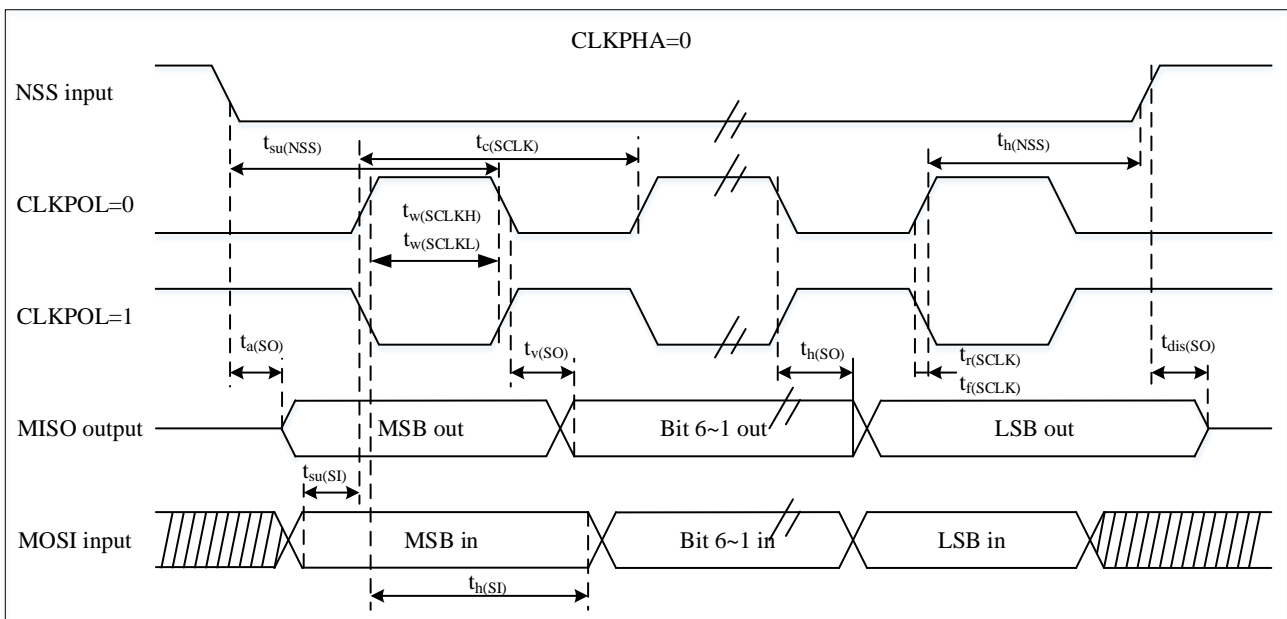 CLKPHA=0
NSS input
tsu(NSS)
tc(SCLK)
th(NSS)
CLKPOL=0
tw(SCLKH)
tw(SCLKL)
CLKPOL=1
ta(SO)
tv(SO)
th(SO)
tr(SCLK)
tf(SCLK)
tdis(SO)
MISO output
MSB out
Bit 6~1 out
LSB out
tsu(SI)
MOSI input
MSB in
Bit 6~1 in
LSB in
th(SI)